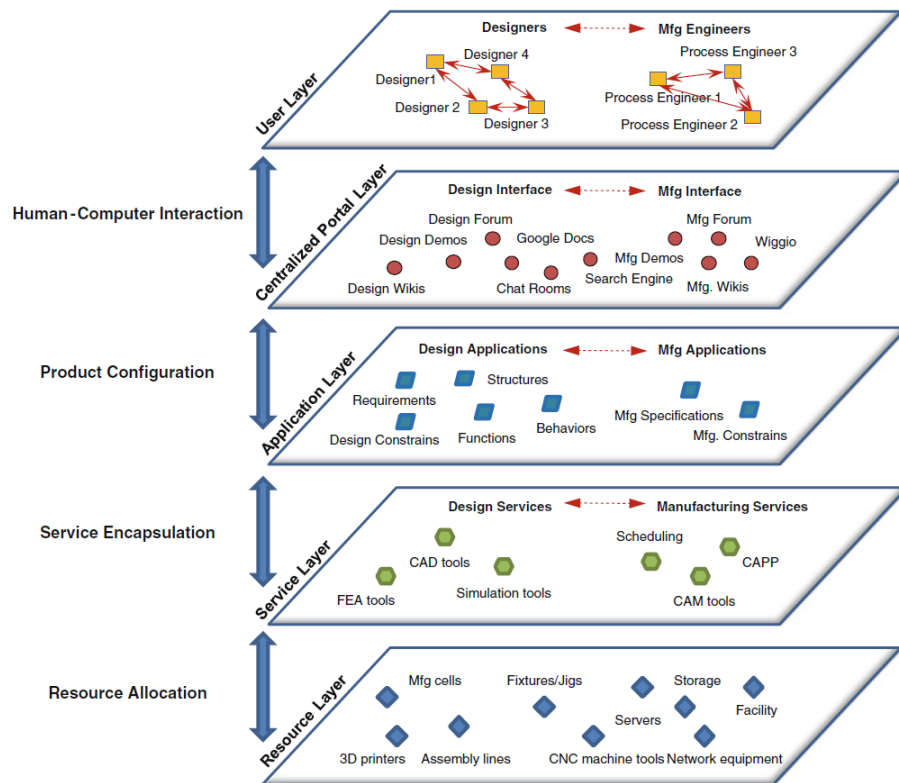 User Layer
Designers
Mfg Engineers
Designer 4
Process Engineer 3
Designer1
Process Engineer 1
Designer 2
Designer 3
Process Engineer 2
Human-Computer Interaction
Centralized Portal Layer
Design Interface
Mfg Interface
Design Forum
Mfg Forum
Design Demos
Google Docs
Mfg Demos
Wiggio
Design Wikis
Chat Rooms
Search Engine
Mfg. Wikis
Product Configuration
Application Layer
Design Applications
Mfg Applications
Structures
Requirements
Mfg Specifications
Design Constrains
Functions
Behaviors
Mfg. Constrains
Service Encapsulation
Service Layer
Design Services
Manufacturing Services
Scheduling
CAD tools
CAPP
FEA tools
Simulation tools
CAM tools
Resource Allocation
Resource Layer
Mfg cells
Fixtures/Jigs
Storage
Servers
Facility
3D printers
Assembly lines
CNC machine tools
Network equipment